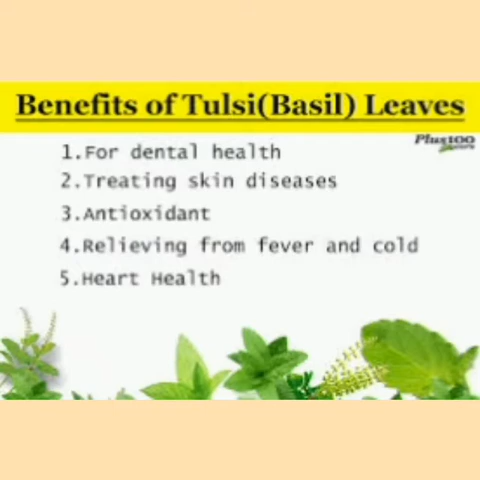 Benefits of Tulsi(Basil) Leaves
Plus100
years
1.For dental health
2.Treating skin diseases
3.Antioxidant
4.Relieving from fever and cold
5.Heart Health